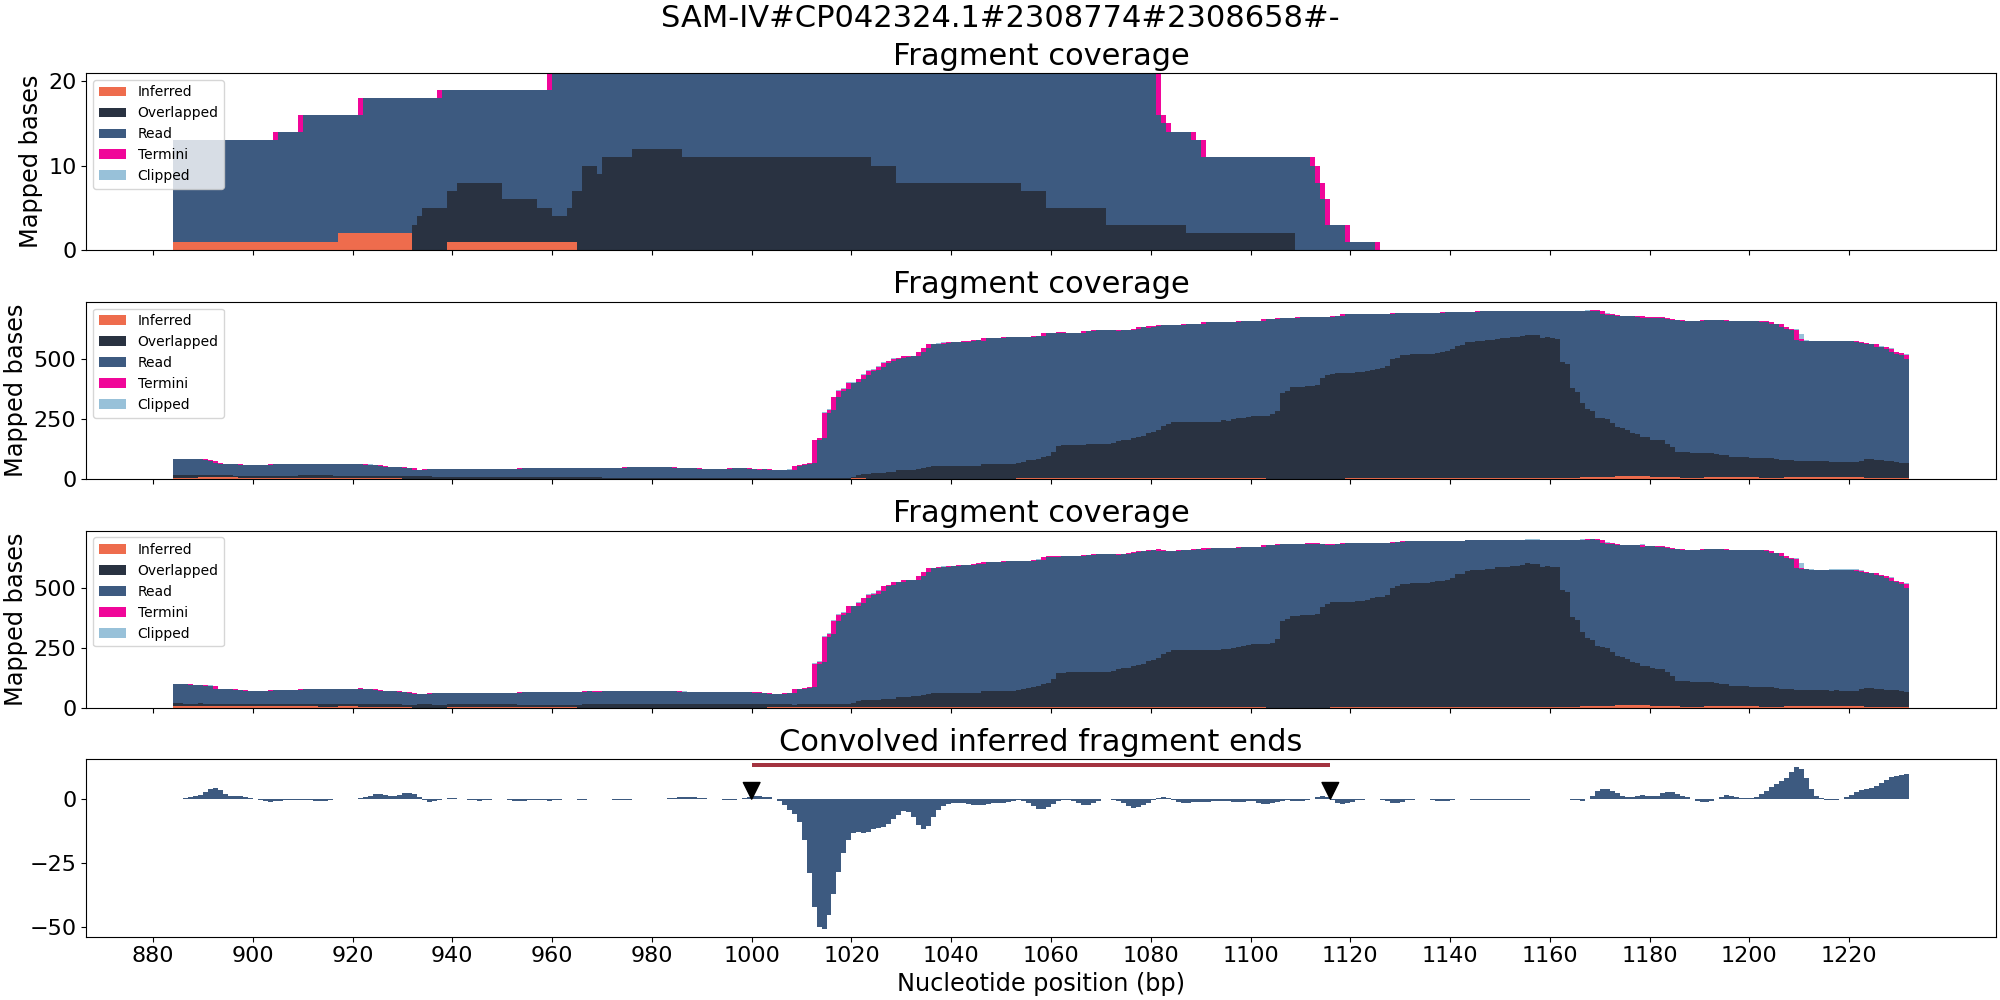 SAM-IV#CP042324.1#2308774#2308658#-
Fragment coverage
Mapped bases
20
10
0
Inferred
Overlapped
Read
Termini
Clipped
Fragment coverage
Mapped bases
500
250
0
Inferred
Overlapped
Read
Termini
Clipped
Fragment coverage
Mapped bases
500
250
0
Inferred
Overlapped
Read
Termini
Clipped
Convolved inferred fragment ends
0
−25
−50
880 900 920 940 960 980 1000 1020 1040 1060 1080 1100 1120 1140 1160 1180 1200 1220
Nucleotide position (bp)